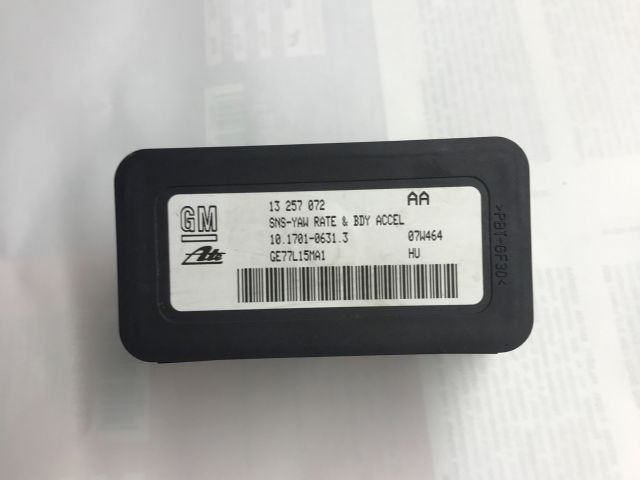 GM
Ate
13 257 072 AA
SNS-YAW RATE & BDY ACCEL
10.1701-0631.3 07W464
GE77L15MA1 HU
>PBT-GF30<